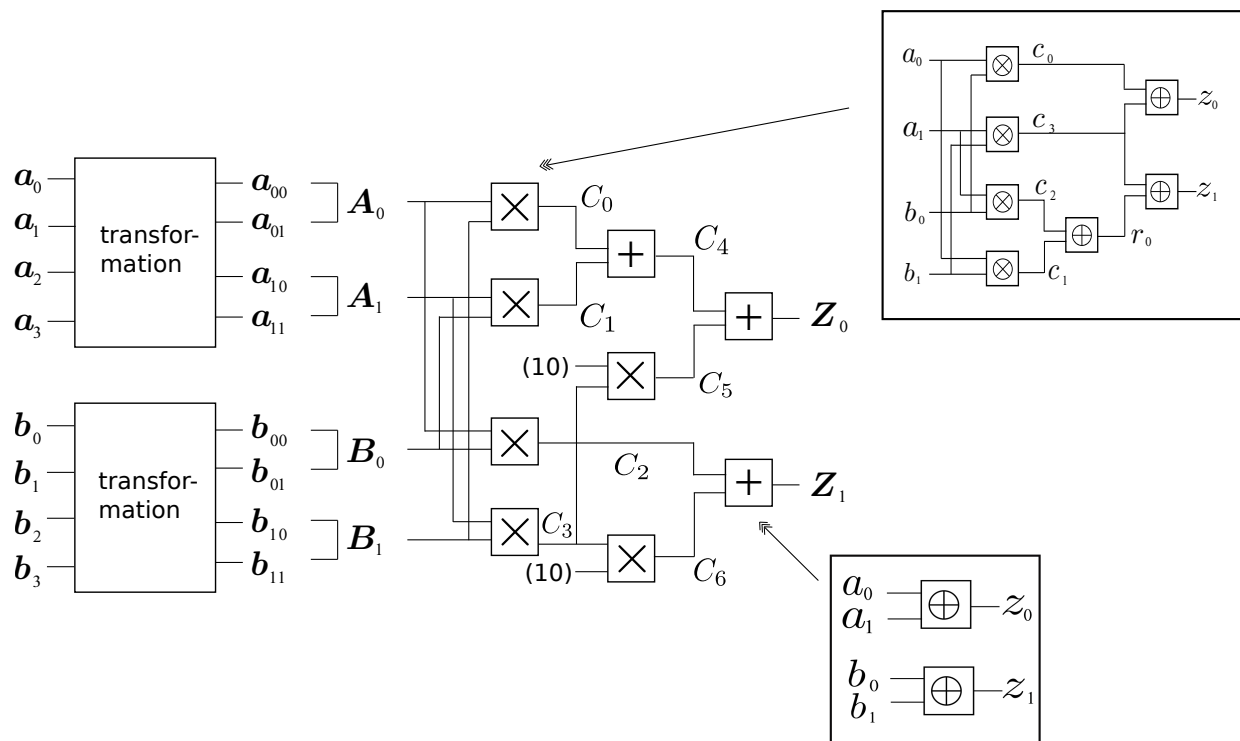 a₀
a₁
a₂
a₃
transfor-
mation
a₀₀
a₀₁
a₁₀
a₁₁
A₀
A₁
b₀
b₁
b₂
b₃
transfor-
mation
b₀₀
b₀₁
b₁₀
b₁₁
B₀
B₁
×
C₀
×
C₁
+
C₄
(10)
×
C₅
+
Z₀
×
C₂
×
C₃
(10)
×
C₆
+
Z₁
a₀
a₁
b₀
b₁
⊗
c₀
⊗
c₃
⊗
c₂
⊗
c₁
⊕
r₀
⊕
z₀
⊕
z₁
a₀
a₁
⊕
z₀
b₀
b₁
⊕
z₁